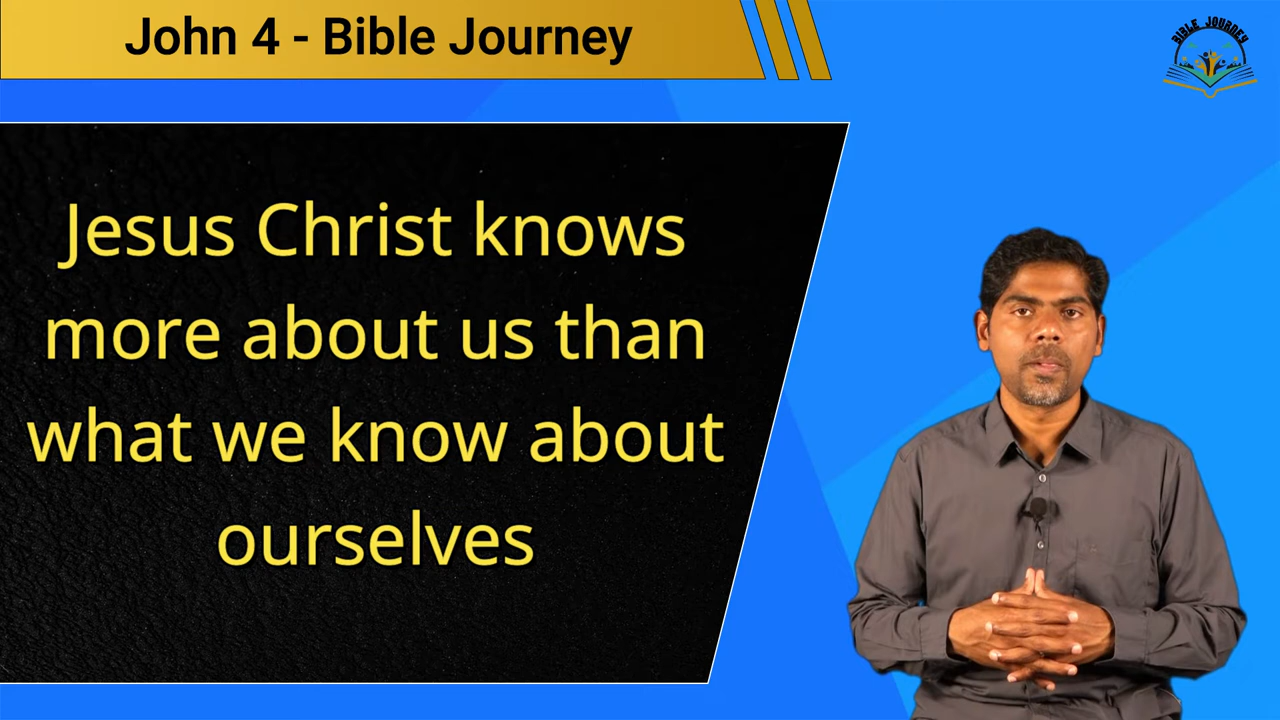 John 4 - Bible Journey
BIBLE JOURNEY
Jesus Christ knows
more about us than
what we know about
ourselves